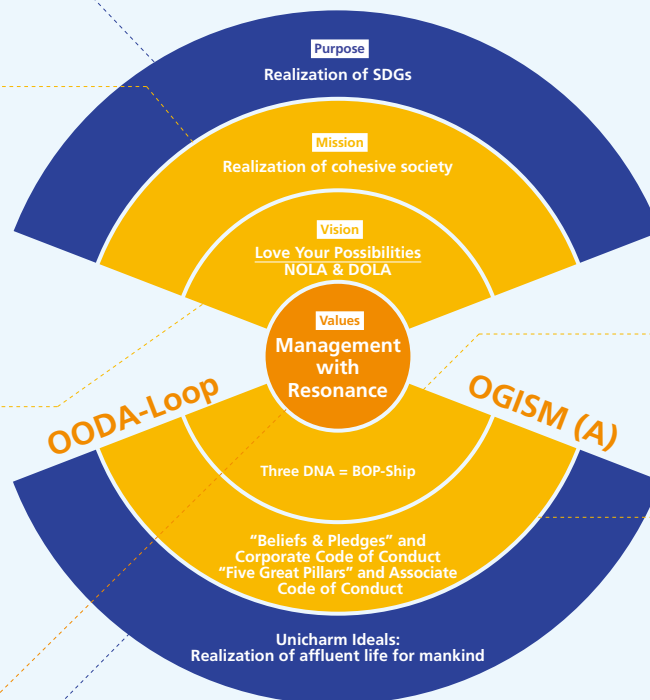 Purpose
Realization of SDGs
Mission
Realization of cohesive society
Vision
Love Your Possibilities
NOLA & DOLA
Values
Management
with
Resonance
OODA-Loop
OGISM (A)
Three DNA = BOP-Ship
“Beliefs & Pledges” and
Corporate Code of Conduct
“Five Great Pillars” and Associate
Code of Conduct
Unicharm Ideals:
Realization of affluent life for mankind